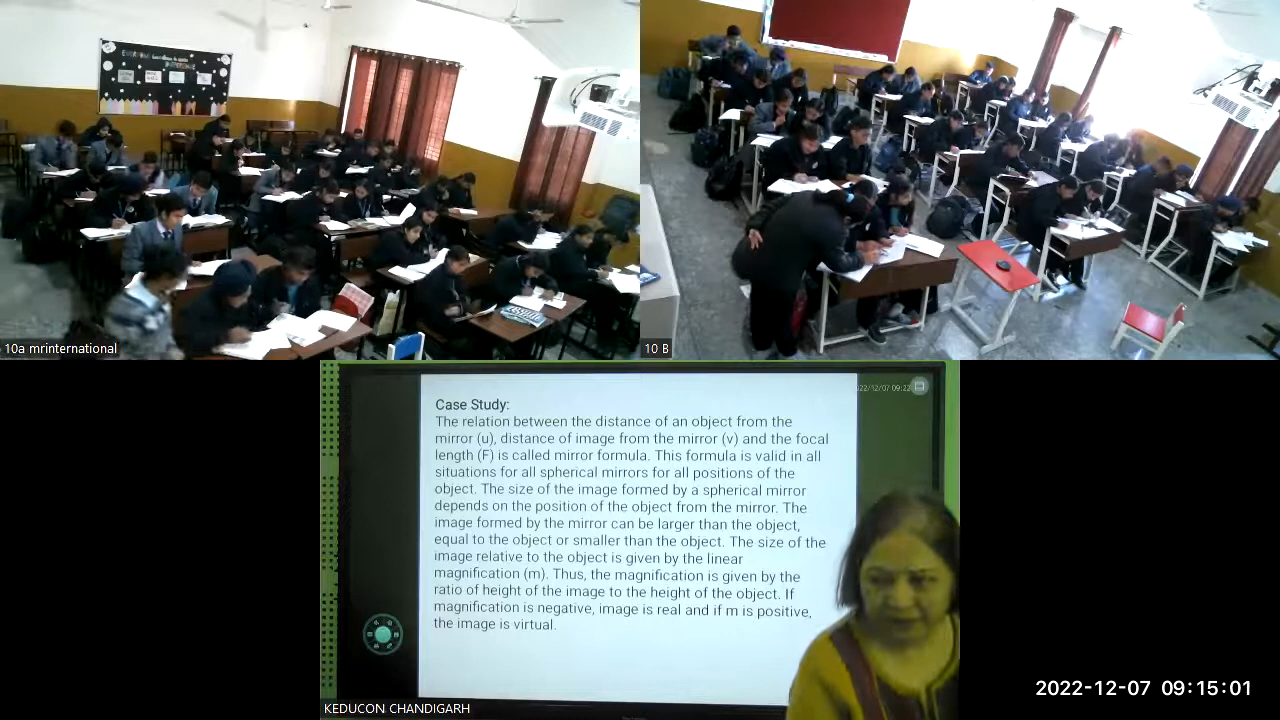 10a mrinternational
10 B
Case Study:
The relation between the distance of an object from the
mirror (u), distance of image from the mirror (v) and the focal
length (F) is called mirror formula. This formula is valid in all
situations for all spherical mirrors for all positions of the
object. The size of the image formed by a spherical mirror
depends on the position of the object from the mirror. The
image formed by the mirror can be larger than the object,
equal to the object or smaller than the object. The size of the
image relative to the object is given by the linear
magnification (m). Thus, the magnification is given by the
ratio of height of the image to the height of the object. If
magnification is negative, image is real and if m is positive,
the image is virtual.
22/12/07 09:22
KEDUCON CHANDIGARH
2022-12-07 09:15:01